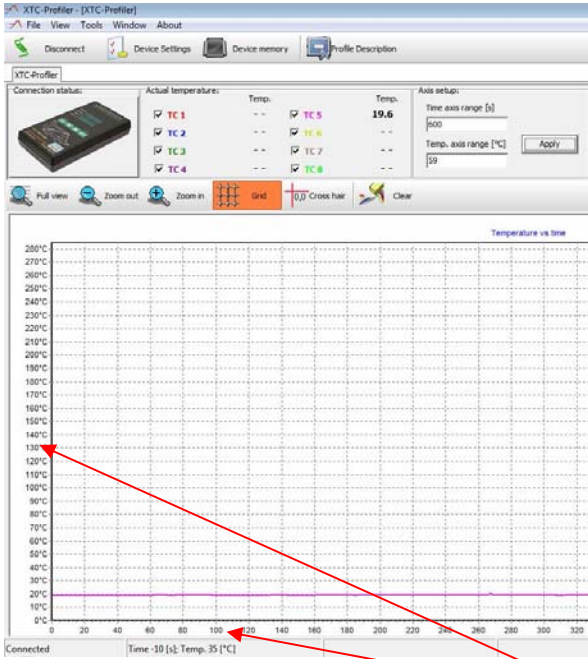 XTC-Profiler - [XTC-Profiler]
File View Tools Window About
Disconnect Device Settings Device memory Profile Description
XTC-Profiler
Connection status: Actual temperature: Axis setup:
Temp. Temp. Time axis range [s]
TC 1 -- TC 5 19.6 600
TC 2 -- TC 6 -- Temp. axis range [°C] Apply
TC 3 -- TC 7 -- 59
TC 4 -- TC 8 --
Full view Zoom out Zoom in Grid 0,0 Cross hair Clear
Temperature vs time
280°C
270°C
260°C
250°C
240°C
230°C
220°C
210°C
200°C
190°C
180°C
170°C
160°C
150°C
140°C
130°C
120°C
110°C
100°C
90°C
80°C
70°C
60°C
50°C
40°C
30°C
20°C
10°C
0°C
0 20 40 60 80 100 120 140 160 180 200 220 240 260 280 300 320
Connected Time -10 [s]; Temp. 35 [°C]